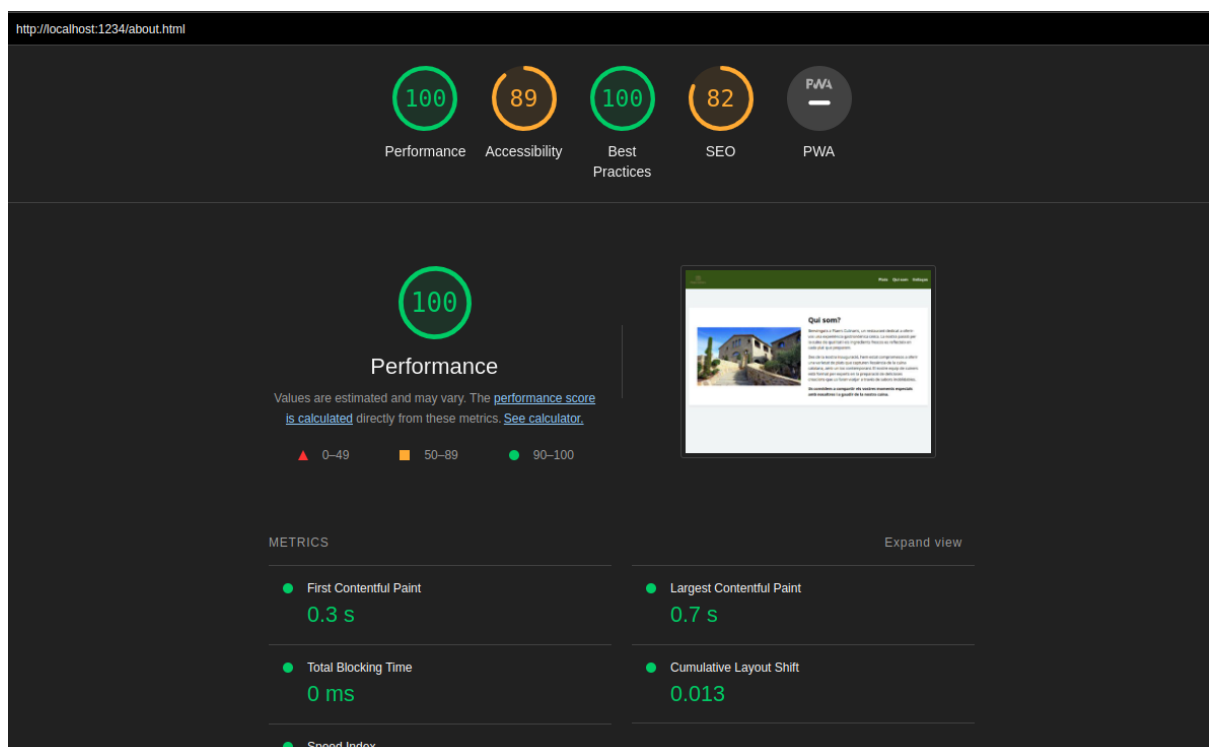 http://localhost:1234/about.html
100
89
100
82
PWA
Performance
Accessibility
Best
Practices
SEO
PWA
100
Performance
Values are estimated and may vary. The performance score
is calculated directly from these metrics. See calculator.
0–49
50–89
90–100
Qui som?
METRICS
Expand view
First Contentful Paint
0.3 s
Largest Contentful Paint
0.7 s
Total Blocking Time
0 ms
Cumulative Layout Shift
0.013
Speed Index